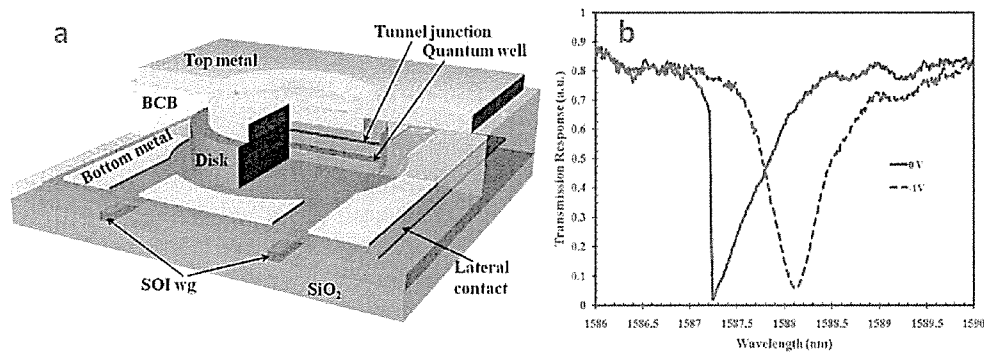 a
Tunnel junction
Quantum well
Top metal
BCB
Bottom metal
Disk
SOI wg
SiO2
Lateral
contact
b
Transmission Response (a.u.)
1
0.9
0.8
0.7
0.6
0.5
0.4
0.3
0.2
0.1
0
0 V
-1V
1586 1586.5 1587 1587.5 1588 1588.5 1589 1589.5 1590
Wavelength (nm)